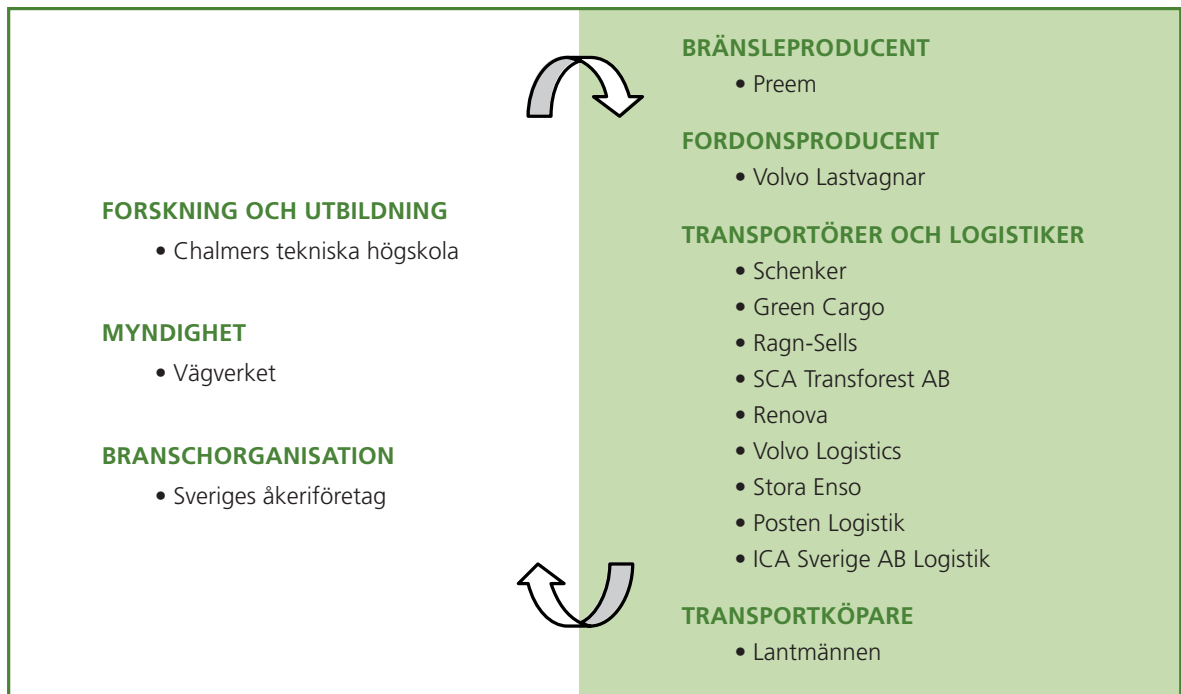 FORSKNING OCH UTBILDNING
• Chalmers tekniska högskola
MYNDIGHET
• Vägverket
BRANSCHORGANISATION
• Sveriges åkeriföretag
BRÄNSLEPRODUCENT
• Preem
FORDONSPRODUCENT
• Volvo Lastvagnar
TRANSPORTÖRER OCH LOGISTIKER
• Schenker
• Green Cargo
• Ragn-Sells
• SCA Transforest AB
• Renova
• Volvo Logistics
• Stora Enso
• Posten Logistik
• ICA Sverige AB Logistik
TRANSPORTKÖPARE
• Lantmännen